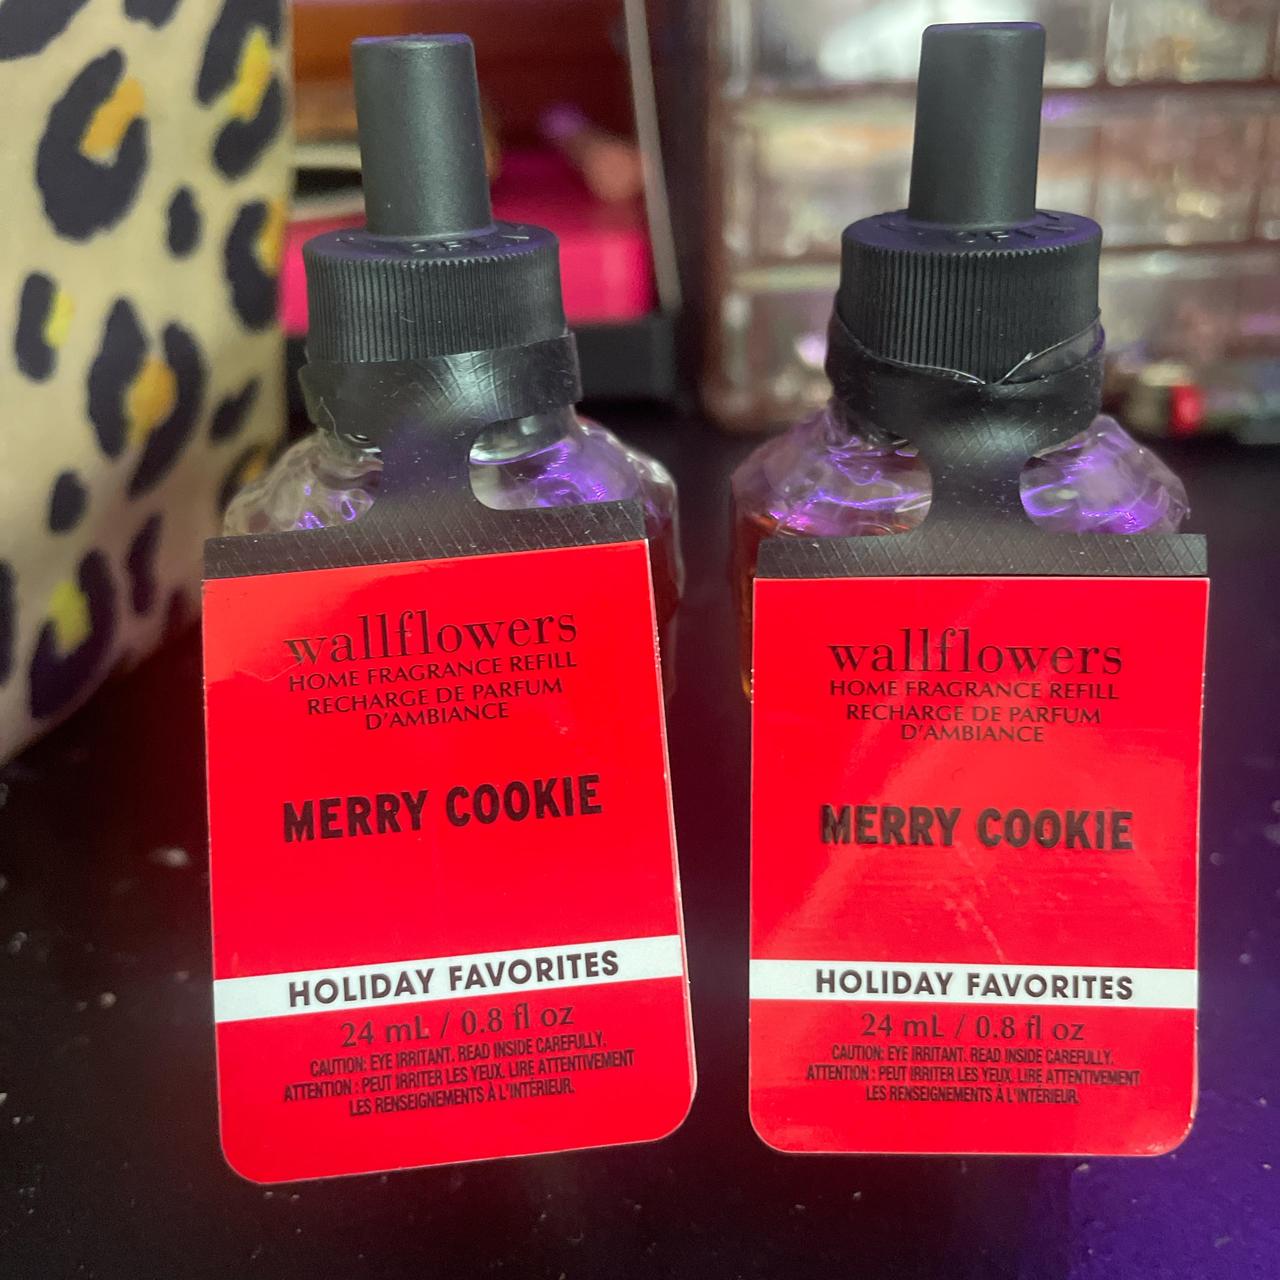 wallflowers
HOME FRAGRANCE REFILL
RECHARGE DE PARFUM
D'AMBIANCE
MERRY COOKIE
HOLIDAY FAVORITES
24 mL / 0.8 fl oz
CAUTION: EYE IRRITANT. READ INSIDE CAREFULLY.
ATTENTION : PEUT IRRITER LES YEUX. LIRE ATTENTIVEMENT
LES RENSEIGNEMENTS À L'INTÉRIEUR.
wallflowers
HOME FRAGRANCE REFILL
RECHARGE DE PARFUM
D'AMBIANCE
MERRY COOKIE
HOLIDAY FAVORITES
24 mL / 0.8 fl oz
CAUTION: EYE IRRITANT. READ INSIDE CAREFULLY.
ATTENTION : PEUT IRRITER LES YEUX. LIRE ATTENTIVEMENT
LES RENSEIGNEMENTS À L'INTÉRIEUR.